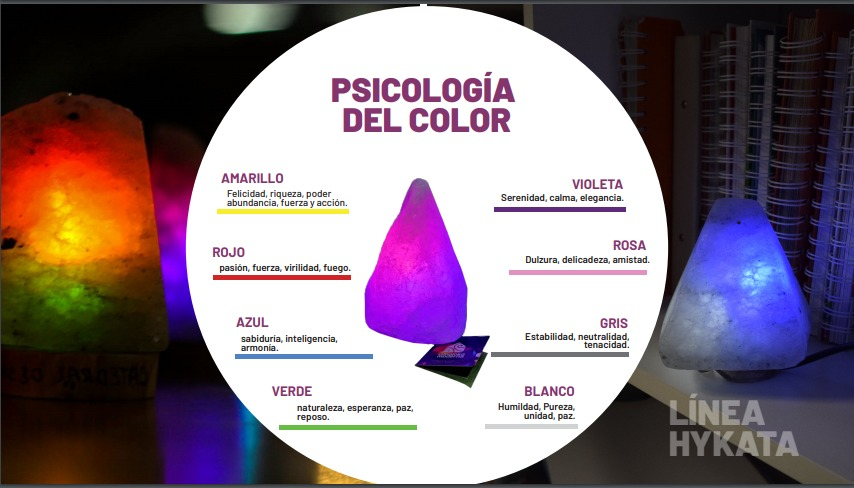 PSICOLOGÍA
DEL COLOR
AMARILLO
Felicidad, riqueza, poder
abundancia, fuerza y acción.
ROJO
pasión, fuerza, virilidad, fuego.
AZUL
sabiduría, inteligencia,
armonía.
VERDE
naturaleza, esperanza, paz,
reposo.
VIOLETA
Serenidad, calma, elegancia.
ROSA
Dulzura, delicadeza, amistad.
GRIS
Estabilidad, neutralidad,
tenacidad.
BLANCO
Humildad, Pureza,
unidad, paz.
LÍNEA
HYKATA